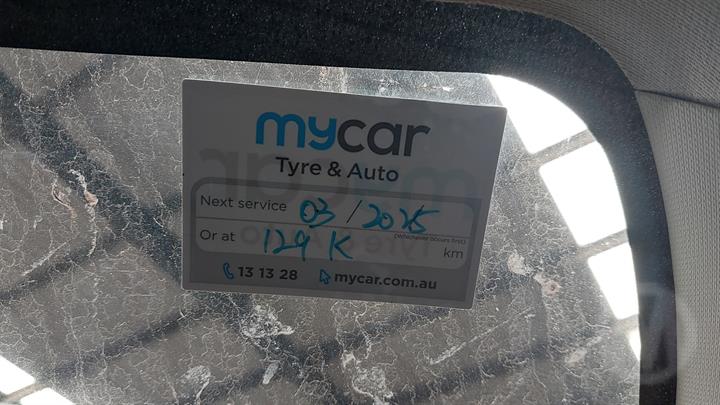 mycar
Tyre & Auto
Next service 03 / 2025
(Whichever occurs first)
Or at 129 K km
13 13 28 mycar.com.au